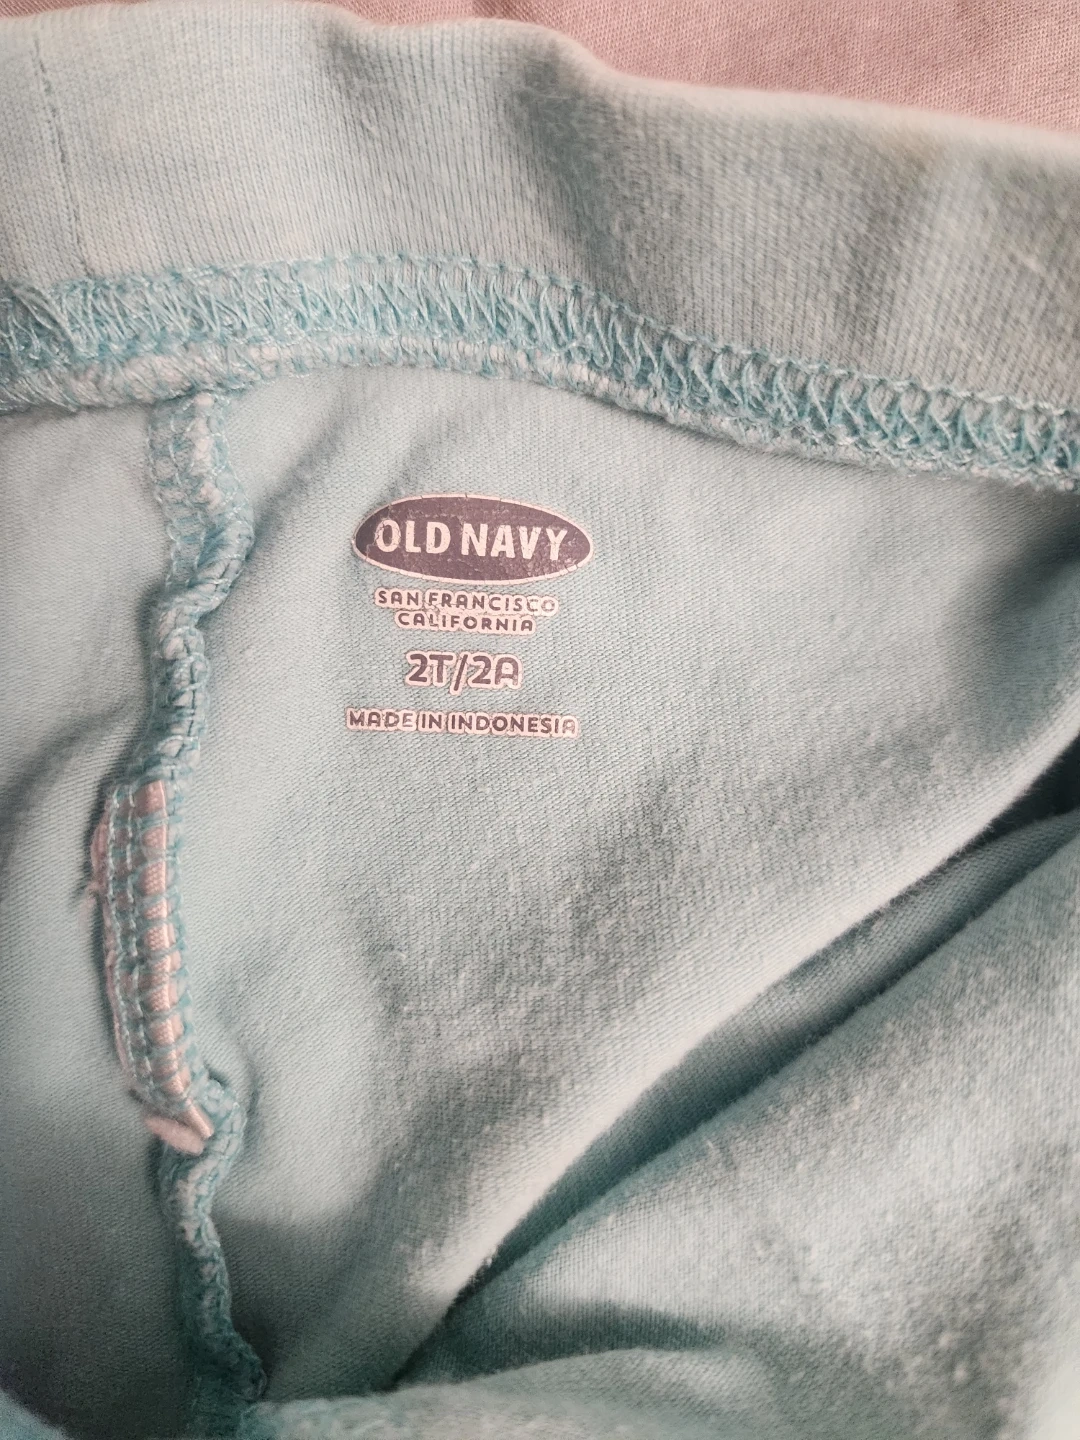 OLD NAVY
SAN FRANCISCO
CALIFORNIA
2T/2A
MADE IN INDONESIA